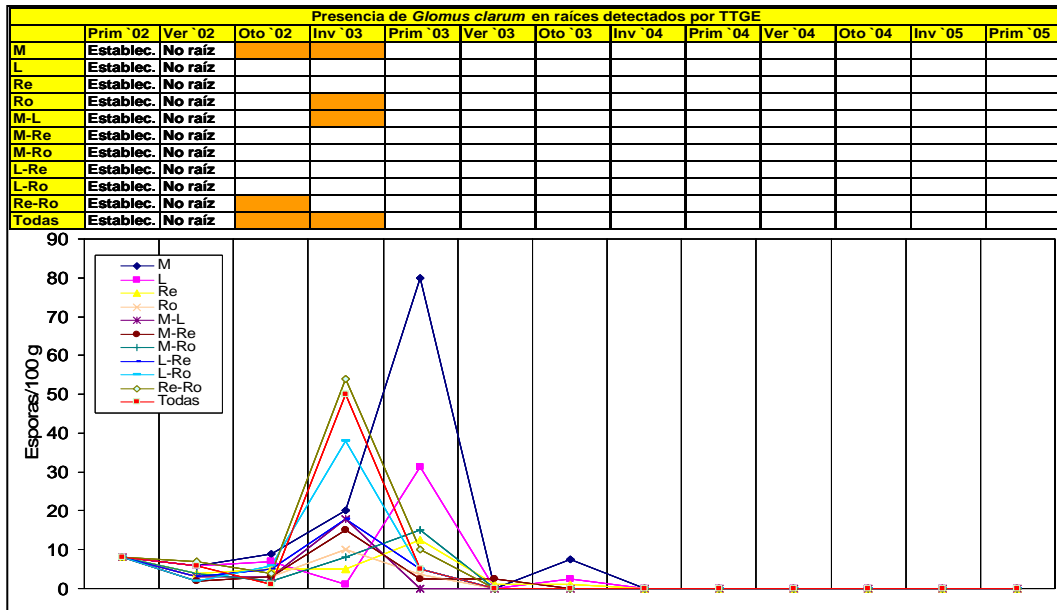 Presencia de Glomus clarum en raíces detectados por TTGE
Prim `02 Ver `02 Oto `02 Inv `03 Prim `03 Ver `03 Oto `03 Inv `04 Prim `04 Ver `04 Oto `04 Inv `05 Prim `05
M Establec. No raíz
L Establec. No raíz
Re Establec. No raíz
Ro Establec. No raíz
M-L Establec. No raíz
M-Re Establec. No raíz
M-Ro Establec. No raíz
L-Re Establec. No raíz
L-Ro Establec. No raíz
Re-Ro Establec. No raíz
Todas Establec. No raíz
90
80
70
60
50
40
30
20
10
0
Esporas/100 g
M
L
Re
Ro
M-L
M-Re
M-Ro
L-Re
L-Ro
Re-Ro
Todas